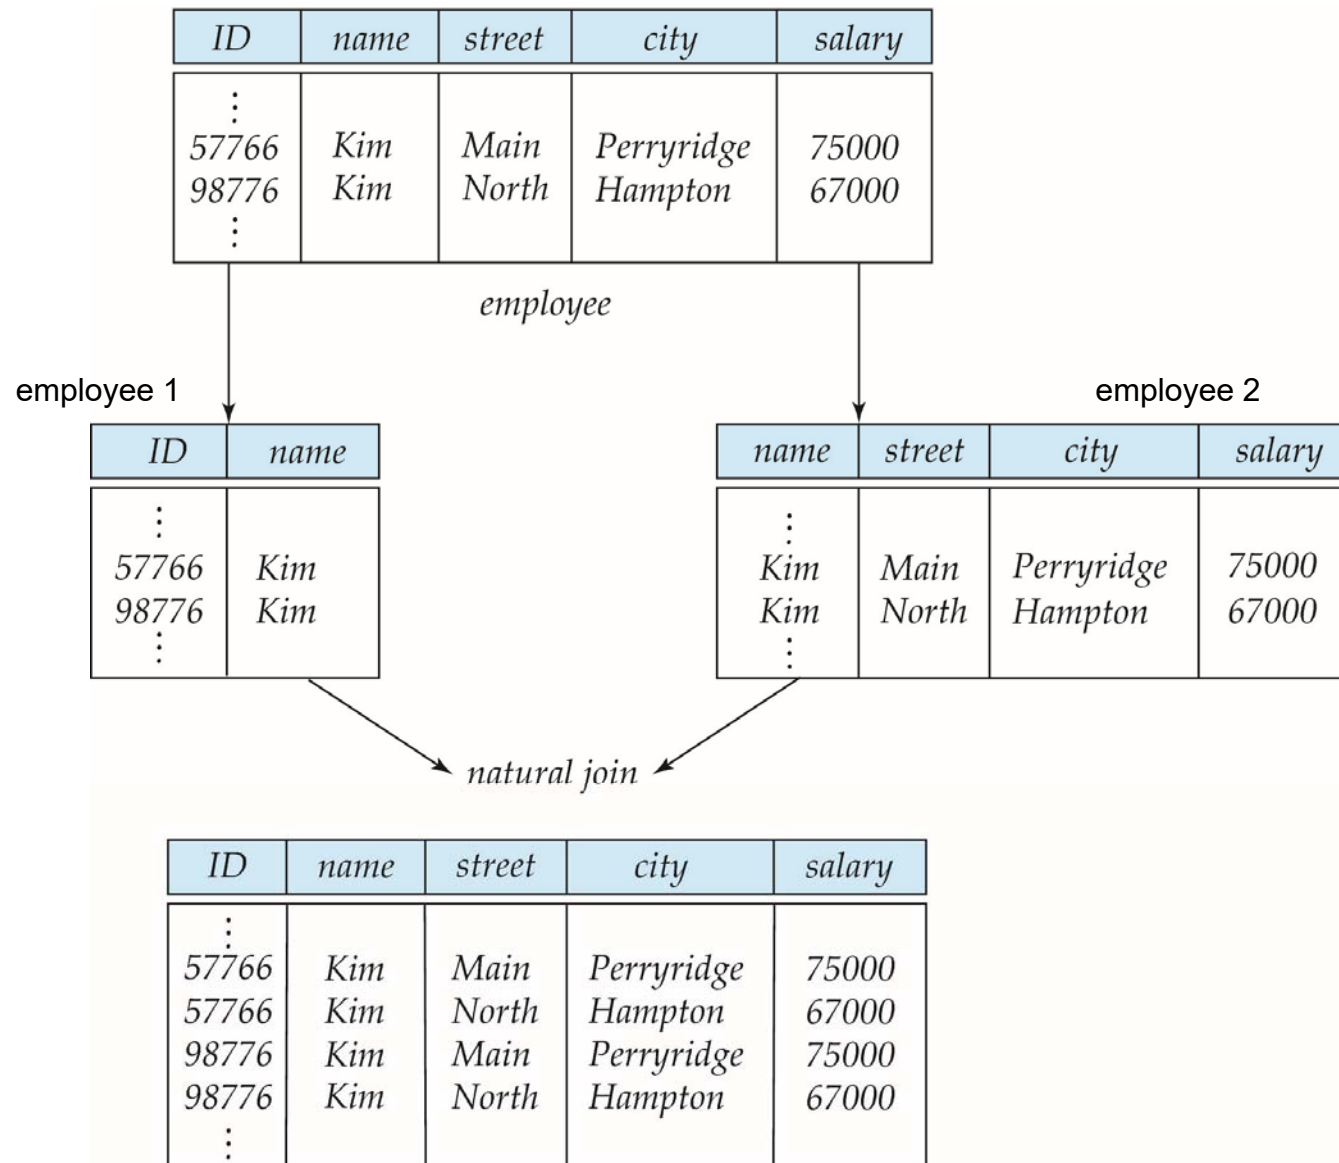 ID name street city salary
57766 Kim Main Perryridge 75000
98776 Kim North Hampton 67000
employee
employee 1
employee 2
ID name
57766 Kim
98776 Kim
name street city salary
Kim Main Perryridge 75000
Kim North Hampton 67000
natural join
ID name street city salary
57766 Kim Main Perryridge 75000
57766 Kim North Hampton 67000
98776 Kim Main Perryridge 75000
98776 Kim North Hampton 67000